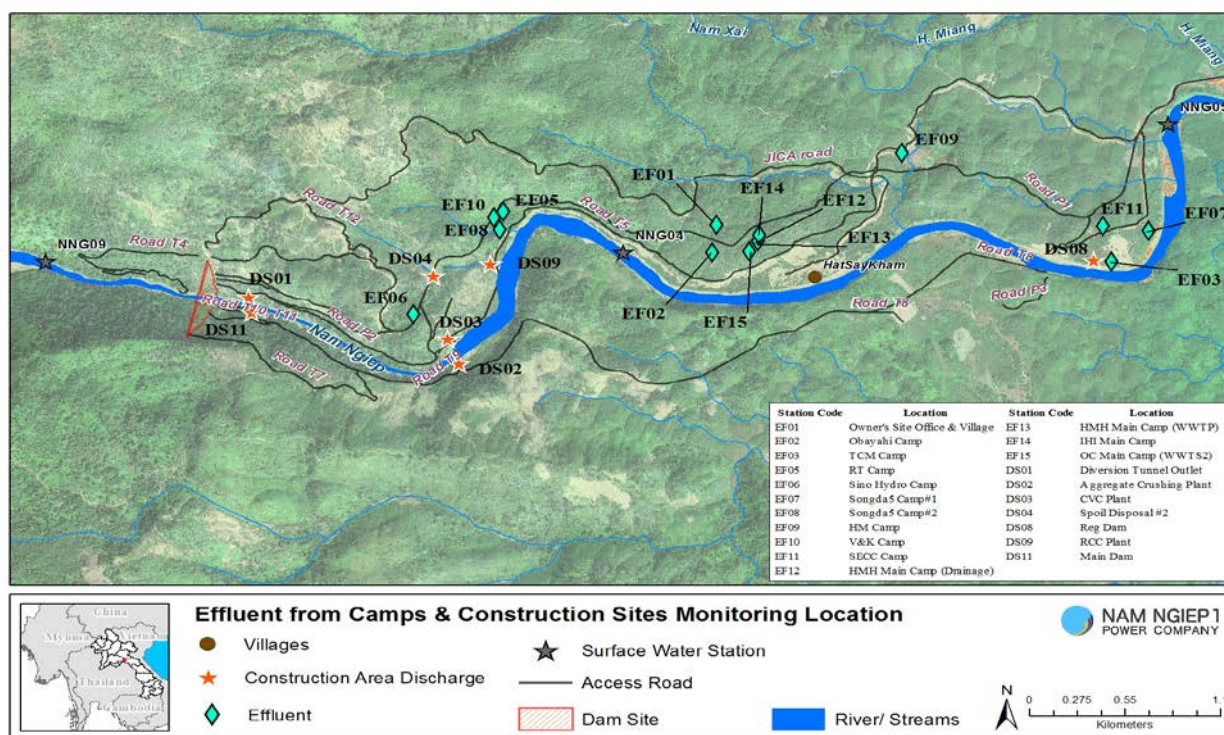 Nam Xai
H. Miang
H. Miang
NNG05
EF09
JICA road
EF01
EF14
EF12
Road P1
EF10
EF05
Road T12
Road T5
EF11
EF07
EF08
EF13
NNG09
Road T4
NNG04
DS08
DS04
DS09
HatSayKham
Road T8
EF03
DS01
EF06
EF02
EF15
Road P3
Road T8
Road T10, T11
DS11
Road P2
Nam Ngiep
DS03
Road T9
DS02
Road T7
Station Code Location Station Code Location
EF01 Owner's Site Office & Village EF13 HMH Main Camp (WWTP)
EF02 Obayahi Camp EF14 IHI Main Camp
EF03 TCM Camp EF15 OC Main Camp (WWTS2)
EF05 RT Camp DS01 Diversion Tunnel Outlet
EF06 Sino Hydro Camp DS02 Aggregate Crushing Plant
EF07 Songda5 Camp#1 DS03 CVC Plant
EF08 Songda5 Camp#2 DS04 Spoil Disposal #2
EF09 HM Camp DS08 Reg Dam
EF10 V&K Camp DS09 RCC Plant
EF11 SECC Camp DS11 Main Dam
EF12 HMH Main Camp (Drainage)
China
Vietnam
Thailand
Cambodia
Effluent from Camps & Construction Sites Monitoring Location
Villages
Surface Water Station
Construction Area Discharge
Access Road
Effluent
Dam Site
River/ Streams
NAM NGIEP 1
POWER COMPANY
N
0 0.275 0.55 1.1
Kilometers